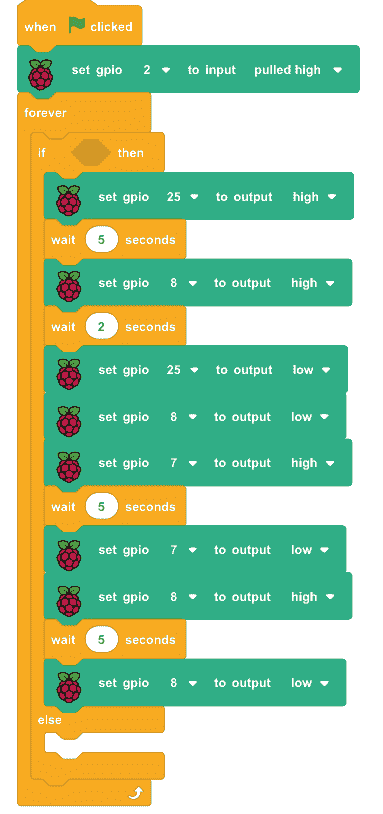 when clicked
set gpio 2 to input pulled high
forever
if then
set gpio 25 to output high
wait 5 seconds
set gpio 8 to output high
wait 2 seconds
set gpio 25 to output low
set gpio 8 to output low
set gpio 7 to output high
wait 5 seconds
set gpio 7 to output low
set gpio 8 to output high
wait 5 seconds
set gpio 8 to output low
else